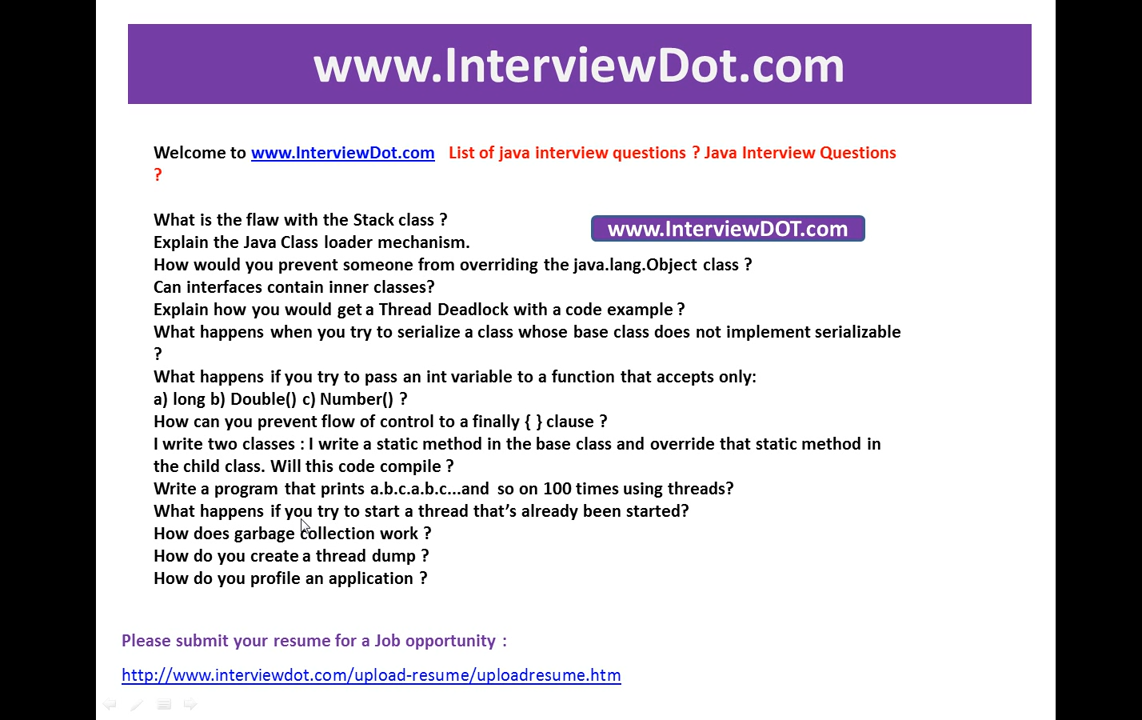 www.InterviewDot.com
Welcome to www.InterviewDot.com List of java interview questions ? Java Interview Questions
?
What is the flaw with the Stack class ?
www.InterviewDOT.com
Explain the Java Class loader mechanism.
How would you prevent someone from overriding the java.lang.Object class ?
Can interfaces contain inner classes?
Explain how you would get a Thread Deadlock with a code example ?
What happens when you try to serialize a class whose base class does not implement serializable
?
What happens if you try to pass an int variable to a function that accepts only:
a) long b) Double() c) Number() ?
How can you prevent flow of control to a finally { } clause ?
I write two classes : I write a static method in the base class and override that static method in
the child class. Will this code compile ?
Write a program that prints a.b.c.a.b.c...and so on 100 times using threads?
What happens if you try to start a thread that’s already been started?
How does garbage collection work ?
How do you create a thread dump ?
How do you profile an application ?
Please submit your resume for a Job opportunity :
http://www.interviewdot.com/upload-resume/uploadresume.htm